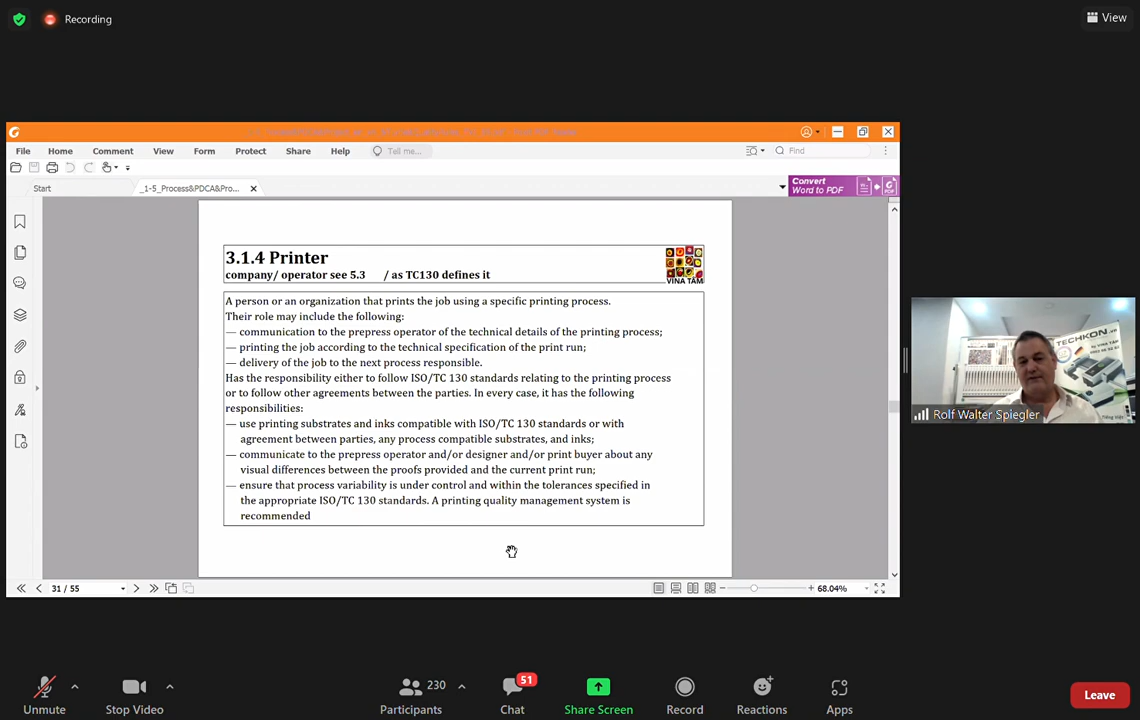 Recording
View
File Home Comment View Form Protect Share Help Tell me... Find
Start
_1-5_Process&PDCA&Pro...
Convert
Word to PDF
3.1.4 Printer
company/ operator see 5.3 / as TC130 defines it
VINA TÂM
A person or an organization that prints the job using a specific printing process.
Their role may include the following:
— communication to the prepress operator of the technical details of the printing process;
— printing the job according to the technical specification of the print run;
— delivery of the job to the next process responsible.
Has the responsibility either to follow ISO/TC 130 standards relating to the printing process
or to follow other agreements between the parties. In every case, it has the following
responsibilities:
— use printing substrates and inks compatible with ISO/TC 130 standards or with
agreement between parties, any process compatible substrates, and inks;
— communicate to the prepress operator and/or designer and/or print buyer about any
visual differences between the proofs provided and the current print run;
— ensure that process variability is under control and within the tolerances specified in
the appropriate ISO/TC 130 standards. A printing quality management system is
recommended
31 / 55
68.04%
TECHKON
Rolf Walter Spiegler
Unmute
Stop Video
230
Participants
51
Chat
Share Screen
Record
Reactions
Apps
Leave